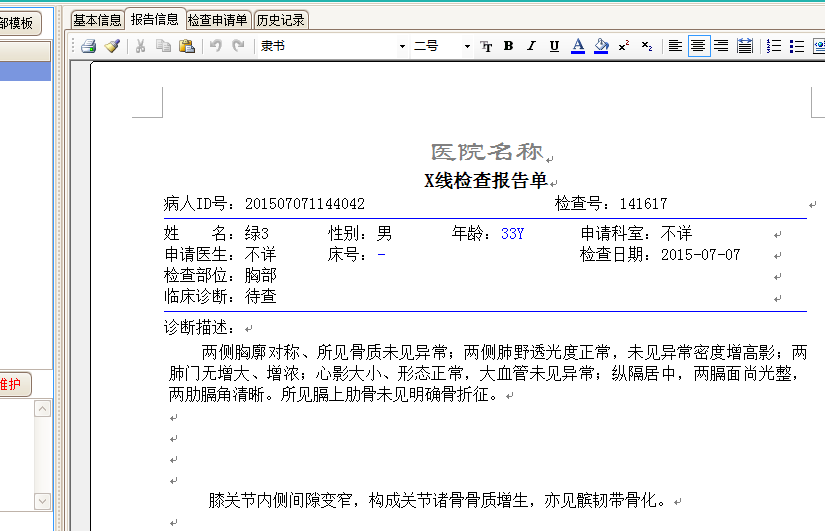 部模板
基本信息 报告信息 检查申请单 历史记录
隶书 二号
医院名称
X线检查报告单
病人ID号：201507071144042 检查号：141617
姓 名：绿3 性别：男 年龄：33Y 申请科室：不详
申请医生：不详 床号：- 检查日期：2015-07-07
检查部位：胸部
临床诊断：待查
诊断描述：
两侧胸廓对称、所见骨质未见异常；两侧肺野透光度正常，未见异常密度增高影；两
肺门无增大、增浓；心影大小、形态正常，大血管未见异常；纵隔居中，两膈面尚光整，
两肋膈角清晰。所见膈上肋骨未见明确骨折征。
维护
膝关节内侧间隙变窄，构成关节诸骨骨质增生，亦见髌韧带骨化。